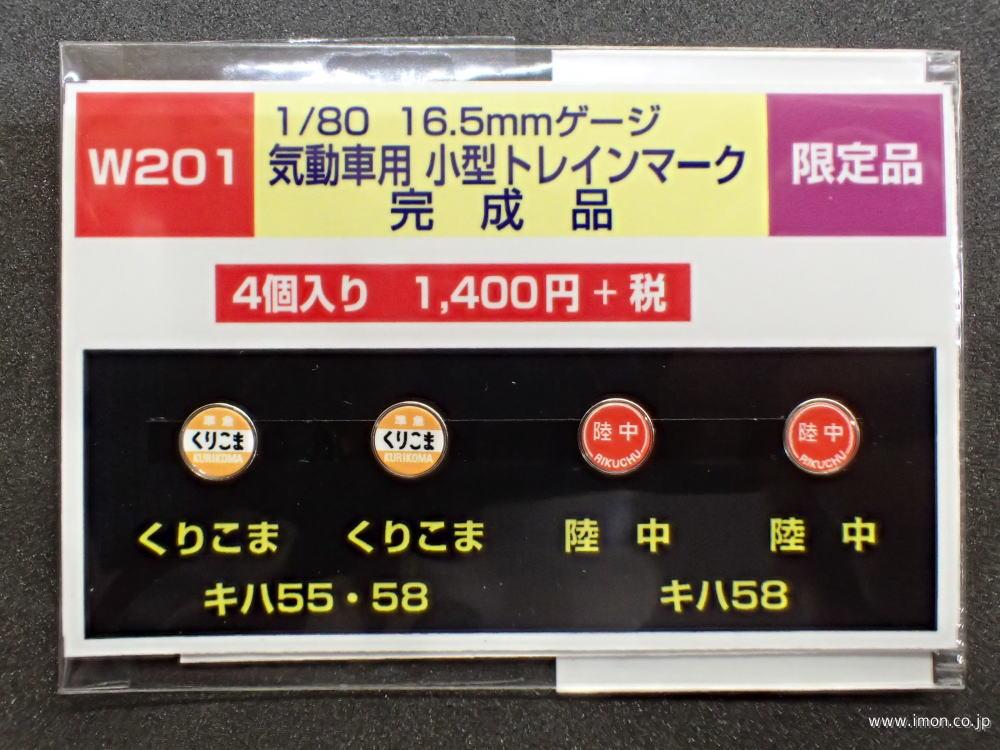 W201
1/80 16.5mmゲージ
気動車用 小型トレインマーク
完 成 品
限定品
4個入り 1,400円 + 税
準急
くりこま
KURIKOMA
準急
くりこま
KURIKOMA
陸中
RIKUCHU
陸中
RIKUCHU
くりこま くりこま 陸 中 陸 中
キハ55・58 キハ58
www.imon.co.jp